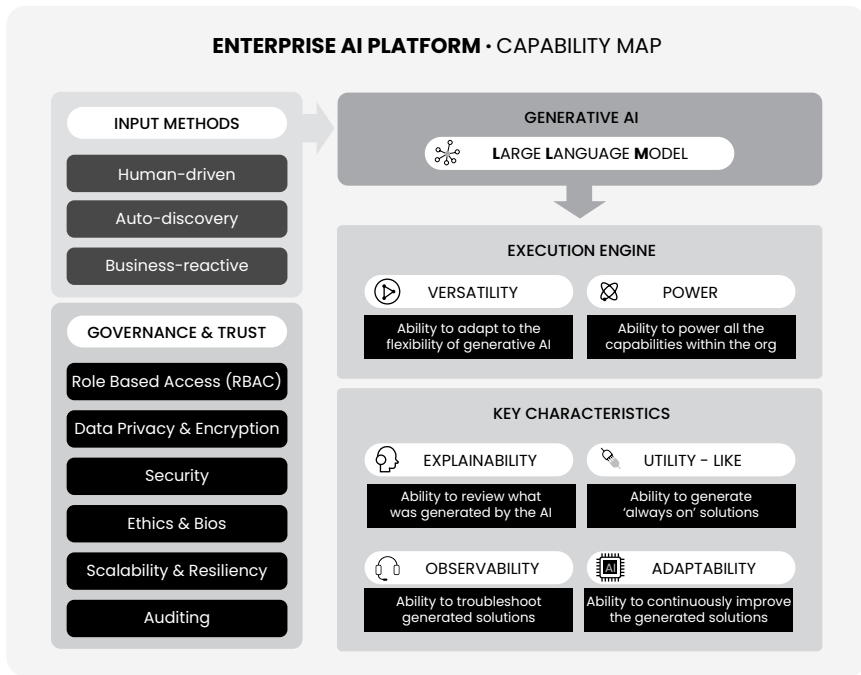 ENTERPRISE AI PLATFORM · CAPABILITY MAP
INPUT METHODS
Human-driven
Auto-discovery
Business-reactive
GOVERNANCE & TRUST
Role Based Access (RBAC)
Data Privacy & Encryption
Security
Ethics & Bios
Scalability & Resiliency
Auditing
GENERATIVE AI
LARGE LANGUAGE MODEL
EXECUTION ENGINE
VERSATILITY
Ability to adapt to the
flexibility of generative AI
POWER
Ability to power all the
capabilities within the org
KEY CHARACTERISTICS
EXPLAINABILITY
Ability to review what
was generated by the AI
UTILITY - LIKE
Ability to generate
‘always on’ solutions
OBSERVABILITY
Ability to troubleshoot
generated solutions
AI
ADAPTABILITY
Ability to continuously improve
the generated solutions